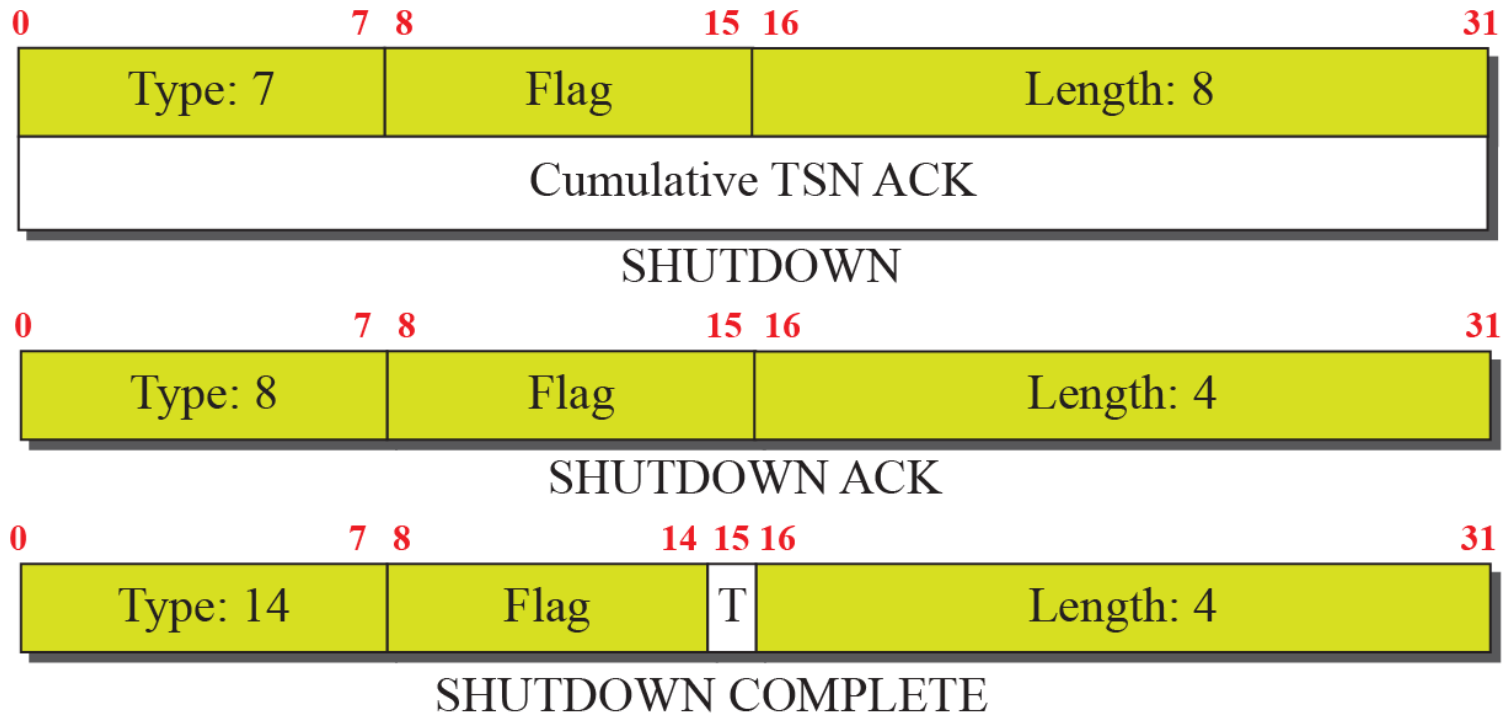 0 7 8 15 16 31
Type: 7 Flag Length: 8
Cumulative TSN ACK
SHUTDOWN
0 7 8 15 16 31
Type: 8 Flag Length: 4
SHUTDOWN ACK
0 7 8 14 15 16 31
Type: 14 Flag T Length: 4
SHUTDOWN COMPLETE